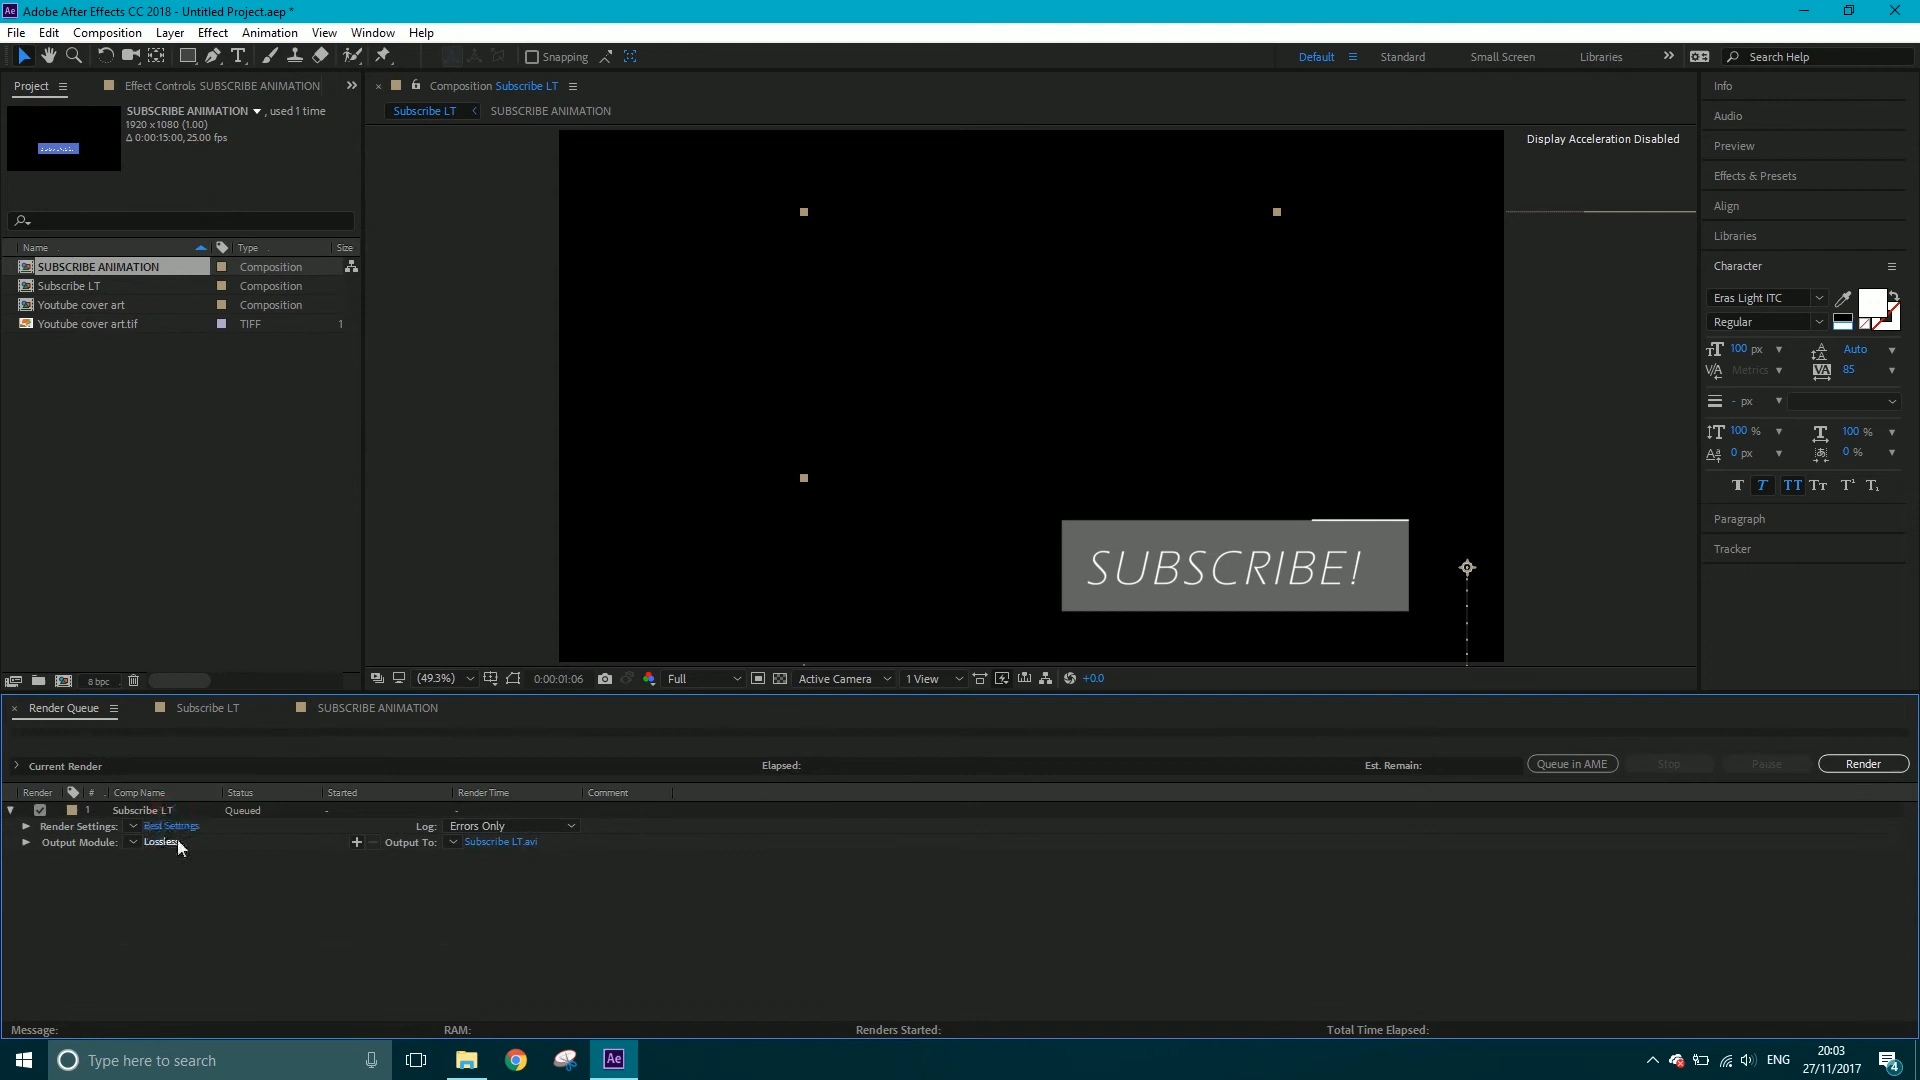 Adobe After Effects CC 2018 - Untitled Project.aep *
File Edit Composition Layer Effect Animation View Window Help
Snapping Default Standard Small Screen Libraries Search Help
Project Effect Controls SUBSCRIBE ANIMATION
Composition Subscribe LT
Subscribe LT SUBSCRIBE ANIMATION
SUBSCRIBE ANIMATION , used 1 time
1920 x1080 (1.00)
Δ 0:00:15:00, 25.00 fps
Name Type Size
SUBSCRIBE ANIMATION Composition
Subscribe LT Composition
Youtube cover art Composition
Youtube cover art.tif TIFF 1
8 bpc
Display Acceleration Disabled
SUBSCRIBE!
(49.3%) 0:00:01:06 Full Active Camera 1 View +0.0
Info
Audio
Preview
Effects & Presets
Align
Libraries
Character
Eras Light ITC
Regular
100 px Auto
Metrics 85
- px
100 % 100 %
0 px 0 %
T T TT Tт T¹ T₁
Paragraph
Tracker
Render Queue Subscribe LT SUBSCRIBE ANIMATION
Current Render Elapsed: Est. Remain: Queue in AME Stop Pause Render
Render # Comp Name Status Started Render Time Comment
1 Subscribe LT Queued - -
Render Settings: Best Settings Log: Errors Only
Output Module: Lossless Output To: Subscribe LT.avi
Message: RAM: Renders Started: Total Time Elapsed:
Type here to search
Ae
ENG
20:03
27/11/2017
4